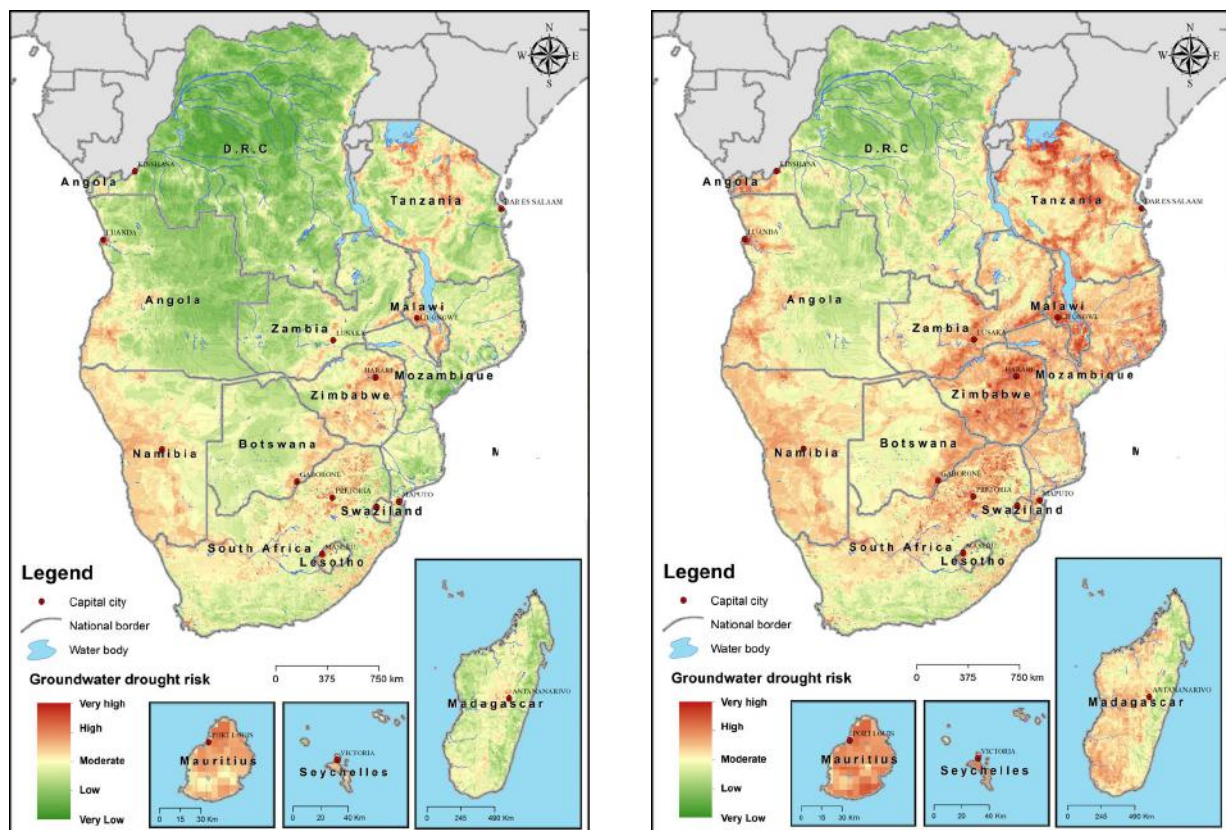 N
W E
S
D.R.C
KINSHASA
Angola
Tanzania
DAR ES SALAAM
LUANDA
Angola
Malawi
LILONGWE
Zambia
LUSAKA
HARARE
Mozambique
Zimbabwe
Botswana
Namibia
M
GABORONE
PRETORIA
MAPUTO
Swaziland
South Africa
MASERU
Lesotho
Legend
Capital city
National border
Water body
0 375 750 km
Groundwater drought risk
Very high
High
Moderate
Low
Very Low
PORT LOUIS
Mauritius
0 30 Km
VICTORIA
Seychelles
0 20 40 Km
ANTANANARIVO
Madagascar
0 245 490 Km
N
W E
S
D.R.C
KINSHASA
Angola
Tanzania
DAR ES SALAAM
LUANDA
Angola
Malawi
LILONGWE
Zambia
LUSAKA
HARARE
Mozambique
Zimbabwe
Botswana
Namibia
M
GABORONE
PRETORIA
MAPUTO
Swaziland
South Africa
MASERU
Lesotho
Legend
Capital city
National border
Water body
0 375 750 km
Groundwater drought risk
Very high
High
Moderate
Low
Very Low
PORT LOUIS
Mauritius
0 30 Km
VICTORIA
Seychelles
0 20 40 Km
ANTANANARIVO
Madagascar
0 245 490 Km